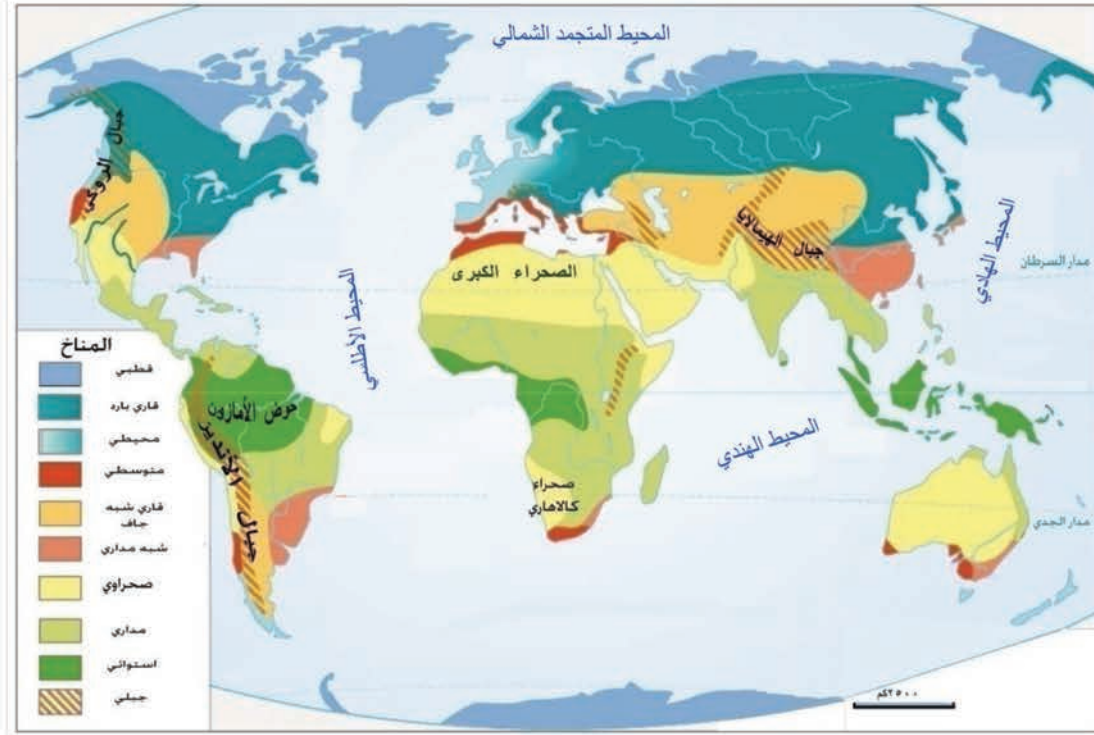 المحيط المتجمد الشمالي
جبال الروكي
المحيط الهادي
جبال الهيمالايا
مدار السرطان
الصحراء الكبرى
المحيط الأطلسي
حوض الأمازون
المحيط الهندي
صحراء
كالاهاري
جبال الأنديز
مدار الجدي
المناخ
قطبي
قاري بارد
محيطي
متوسطي
قاري شبه
جاف
شبه مداري
صحراوي
مداري
استوائي
جبلي
٢٥٠٠كم